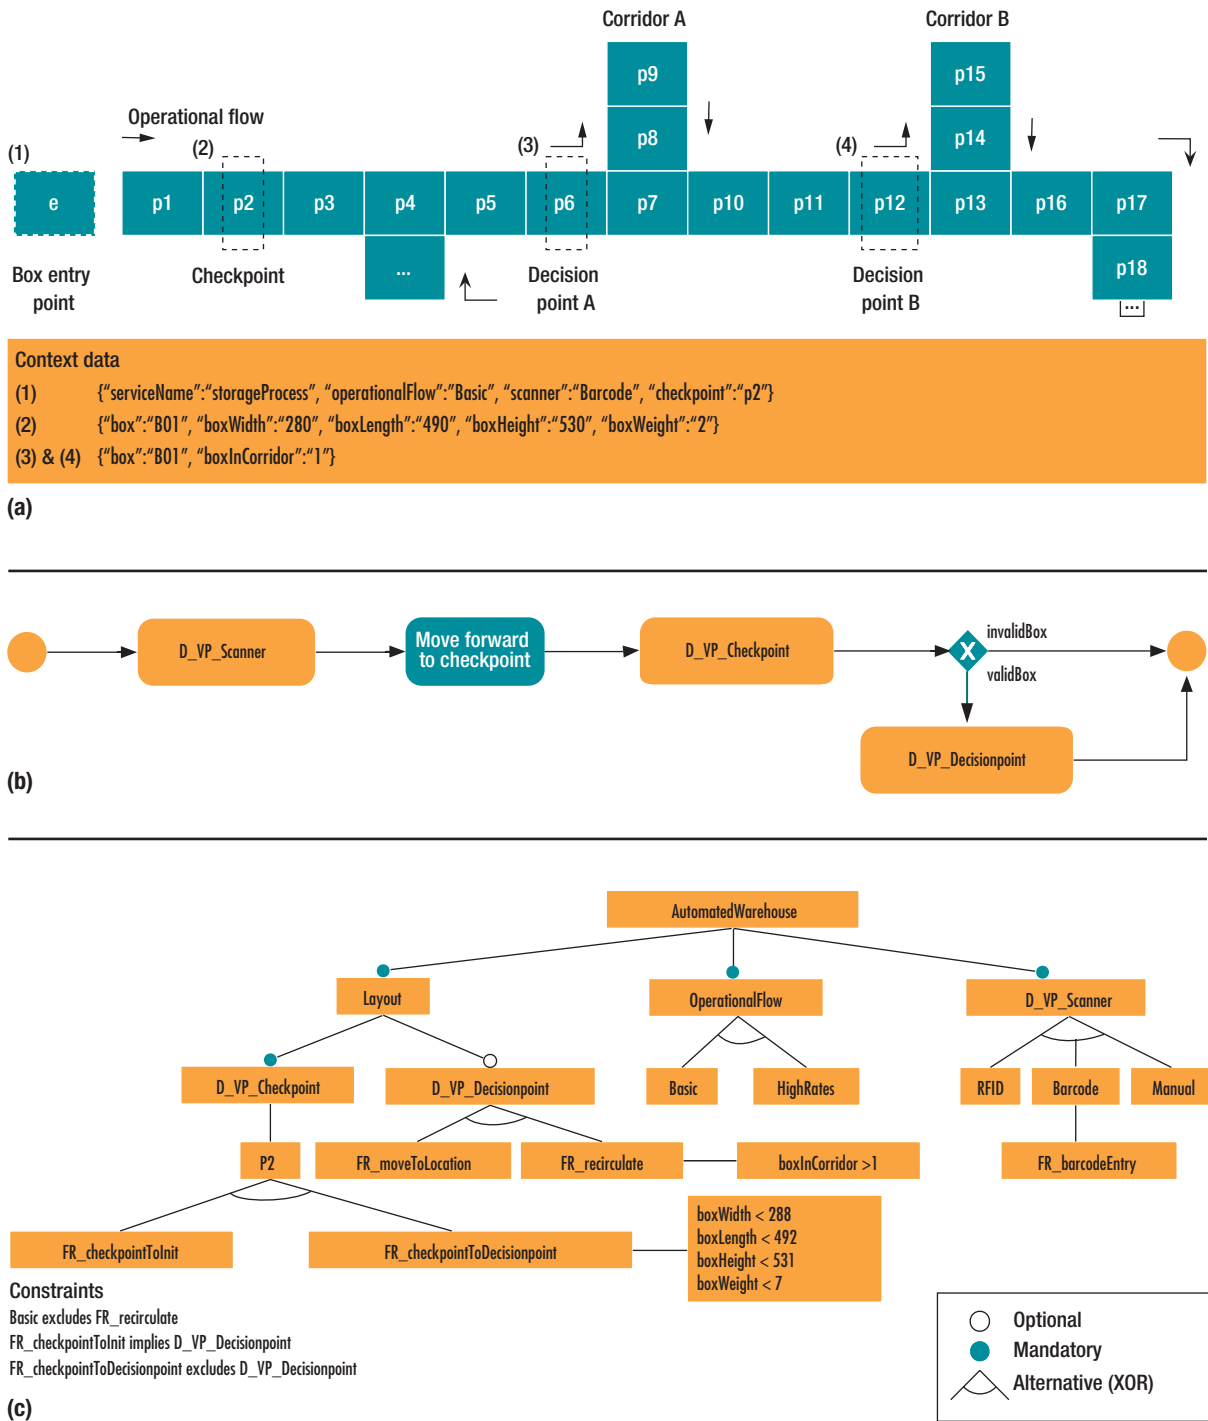 Corridor A
Corridor B
p9
p15
Operational flow
p8
p14
(1)
(2)
(3)
(4)
e
p1
p2
p3
p4
p5
p6
p7
p10
p11
p12
p13
p16
p17
...
p18
Box entry
point
Checkpoint
Decision
point A
Decision
point B
...
Context data
(1) {“serviceName”:“storageProcess”, “operationalFlow”:”Basic”, “scanner”:“Barcode”, “checkpoint”:“p2”}
(2) {“box”:“B01”, “boxWidth”:“280”, “boxLength”:“490”, “boxHeight”:“530”, “boxWeight”:“2”}
(3) & (4) {“box”:“B01”, “boxInCorridor”:“1”}
(a)
D_VP_Scanner
Move forward
to checkpoint
D_VP_Checkpoint
X
invalidBox
validBox
D_VP_Decisionpoint
(b)
AutomatedWarehouse
Layout
OperationalFlow
D_VP_Scanner
D_VP_Checkpoint
D_VP_Decisionpoint
Basic
HighRates
RFID
Barcode
Manual
P2
FR_moveToLocation
FR_recirculate
boxInCorridor >1
FR_barcodeEntry
FR_checkpointToInit
FR_checkpointToDecisionpoint
boxWidth < 288
boxLength < 492
boxHeight < 531
boxWeight < 7
Constraints
Basic excludes FR_recirculate
FR_checkpointToInit implies D_VP_Decisionpoint
FR_checkpointToDecisionpoint excludes D_VP_Decisionpoint
Optional
Mandatory
Alternative (XOR)
(c)